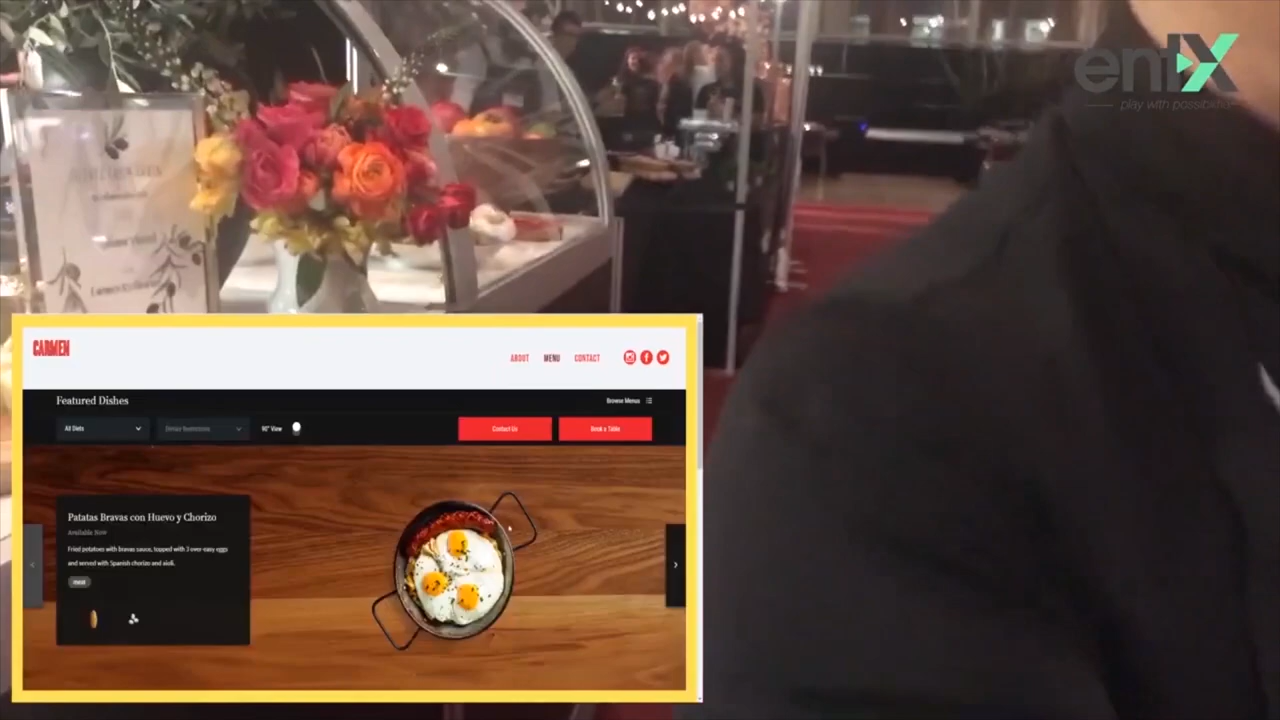 entX
play with possibilities
CARMEN
ABOUT
MENU
CONTACT
Featured Dishes
Browse Menus
All Diets
90° View
Contact Us
Book a Table
Patatas Bravas con Huevo y Chorizo
Available Now
Fried potatoes with bravas sauce, topped with 3 over-easy eggs
and served with Spanish chorizo and aioli.
meat